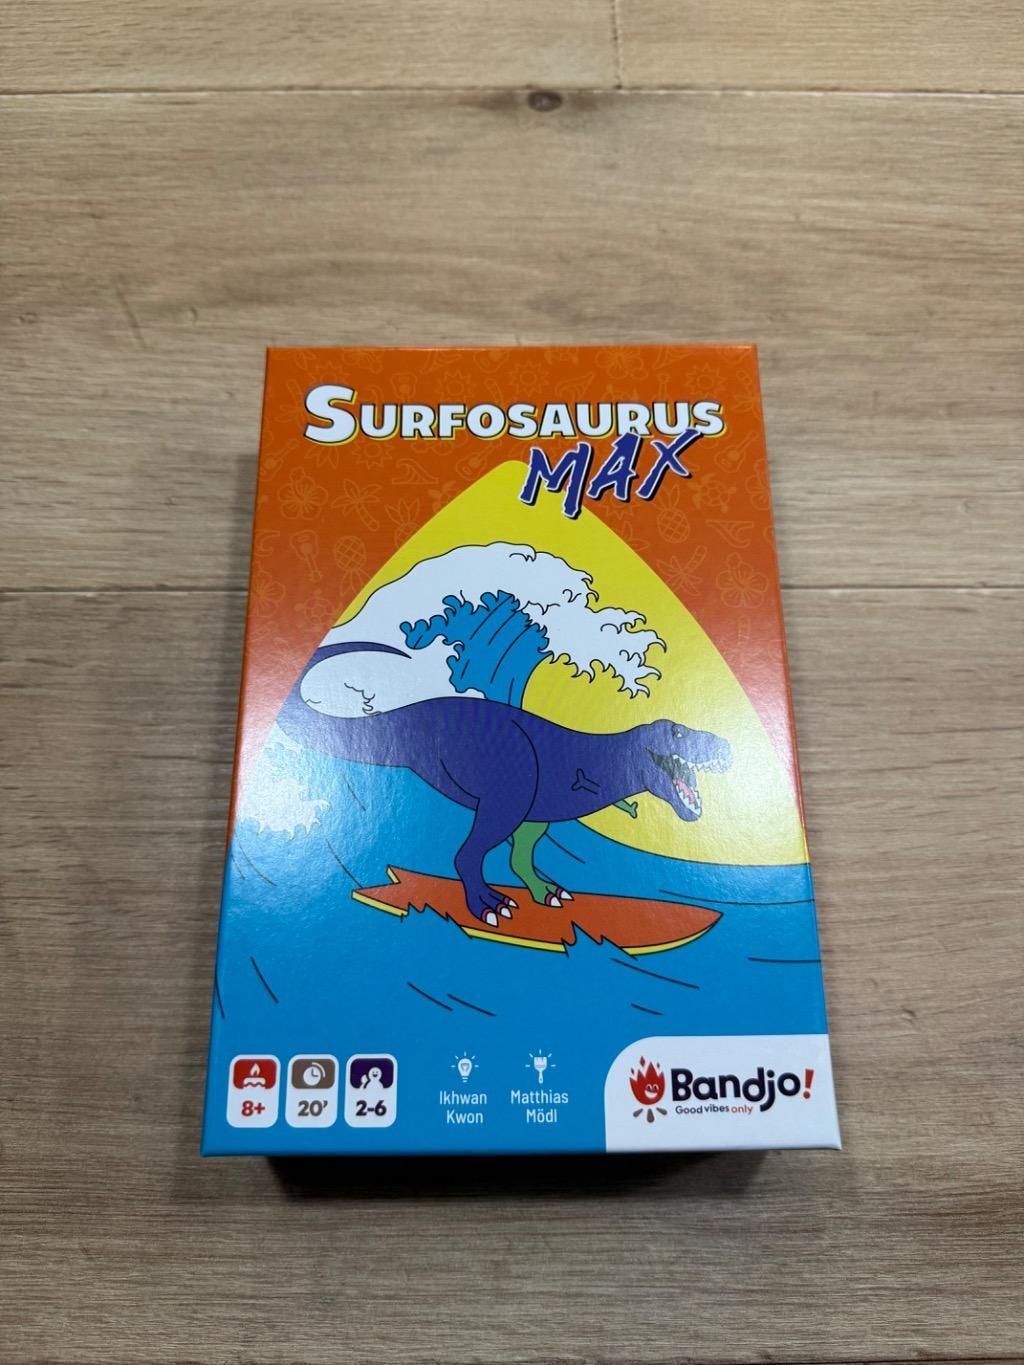 SURFOSAURUS
MAX
8+
20'
2-6
Ikhwan
Kwon
Matthias
Mödl
Bandjo!
Good vibes only